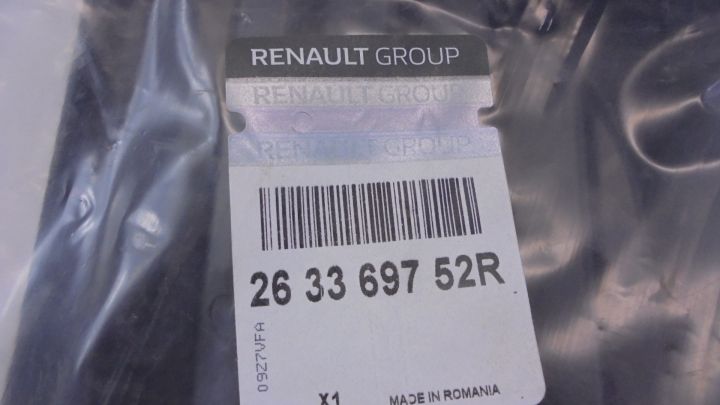 RENAULT GROUP
RENAULT GROUP
RENAULT GROUP
26 33 697 52R
09Z7VFA
X1 MADE IN ROMANIA